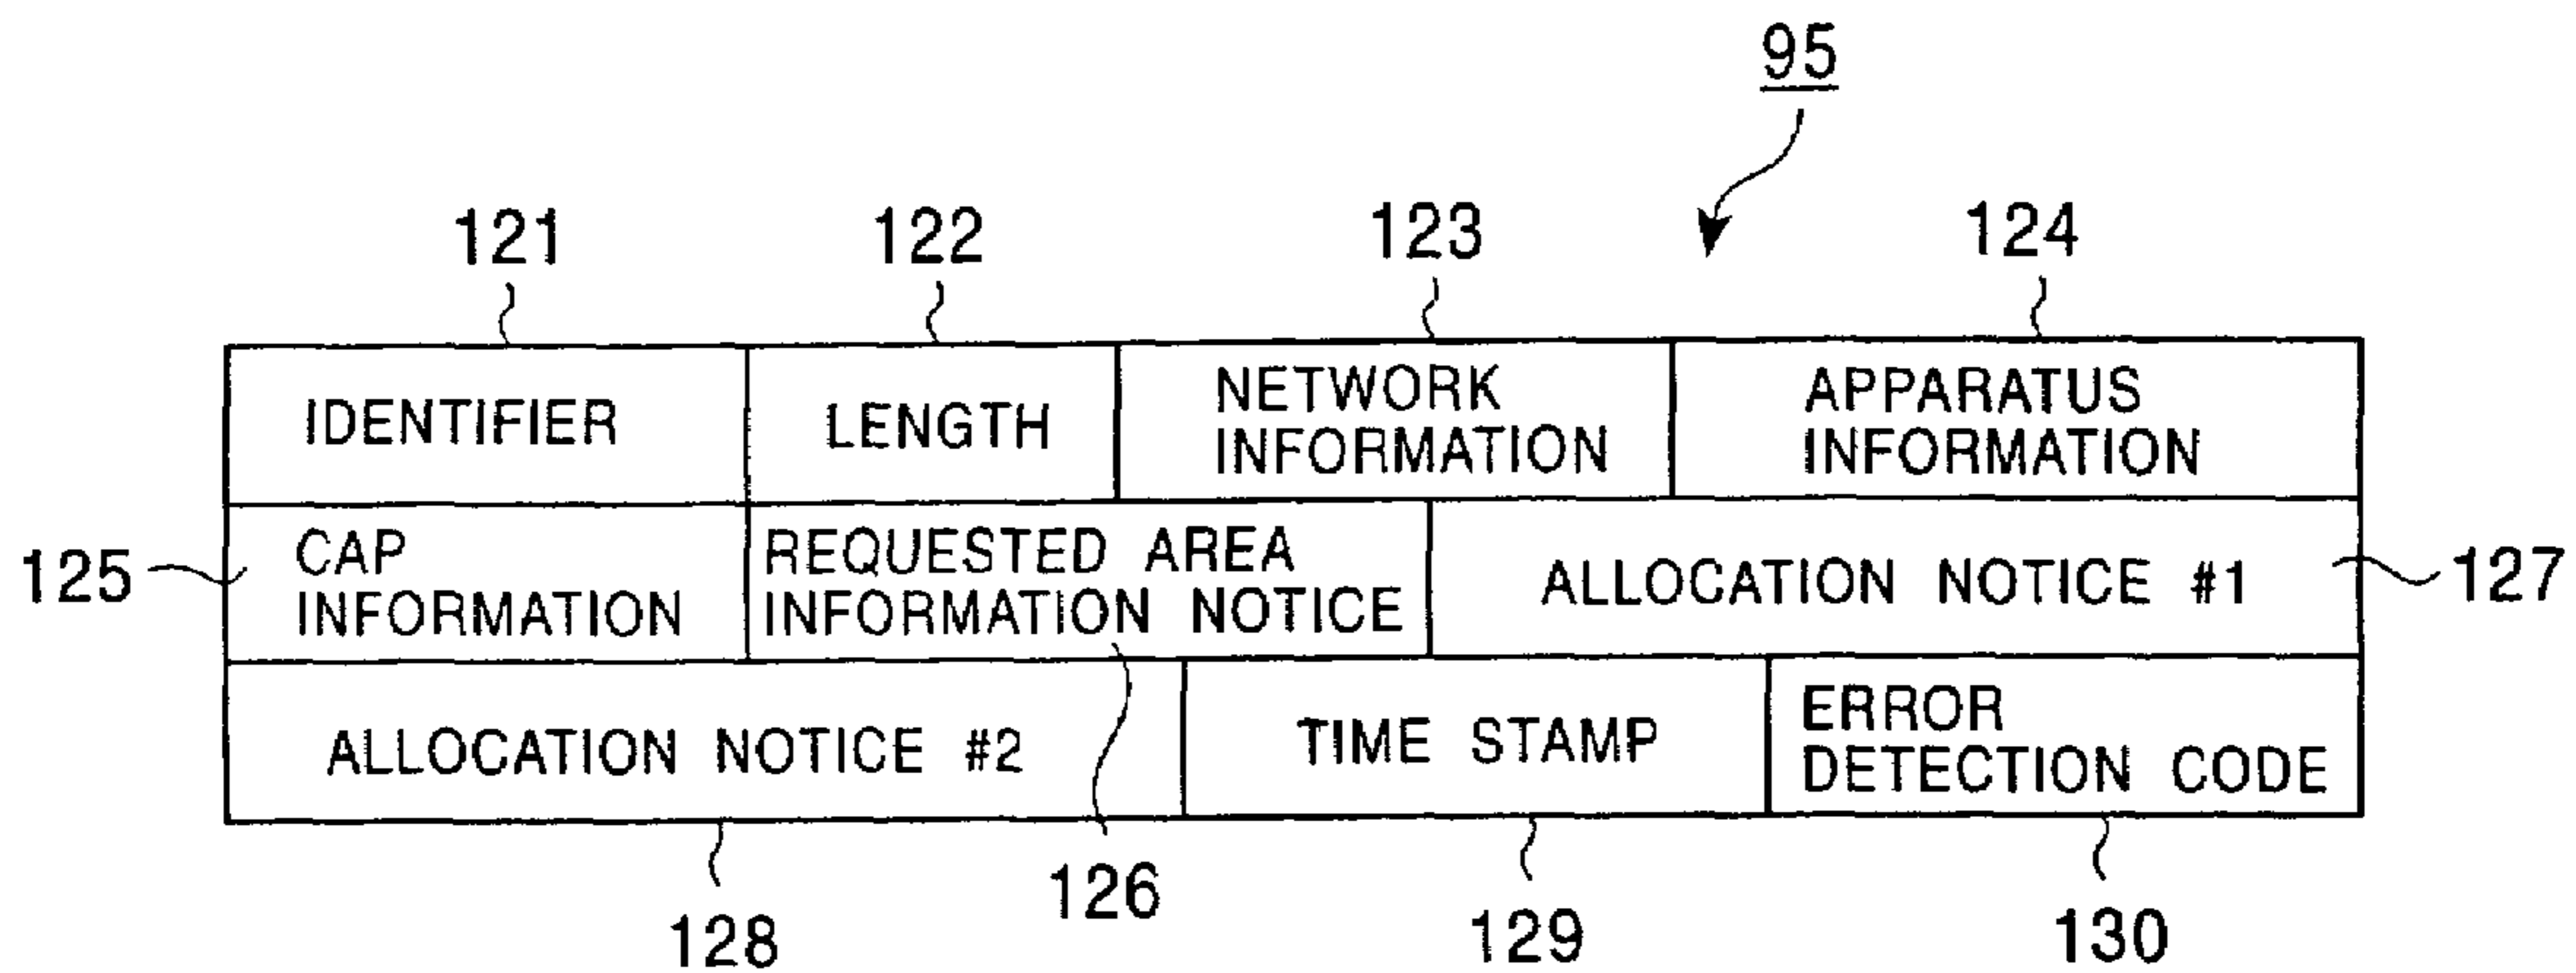 95
121 122 123 124
IDENTIFIER
LENGTH
NETWORK
INFORMATION
APPARATUS
INFORMATION
125
CAP
INFORMATION
REQUESTED AREA
INFORMATION NOTICE
ALLOCATION NOTICE #1
127
ALLOCATION NOTICE #2
TIME STAMP
ERROR
DETECTION CODE
126
128 129 130